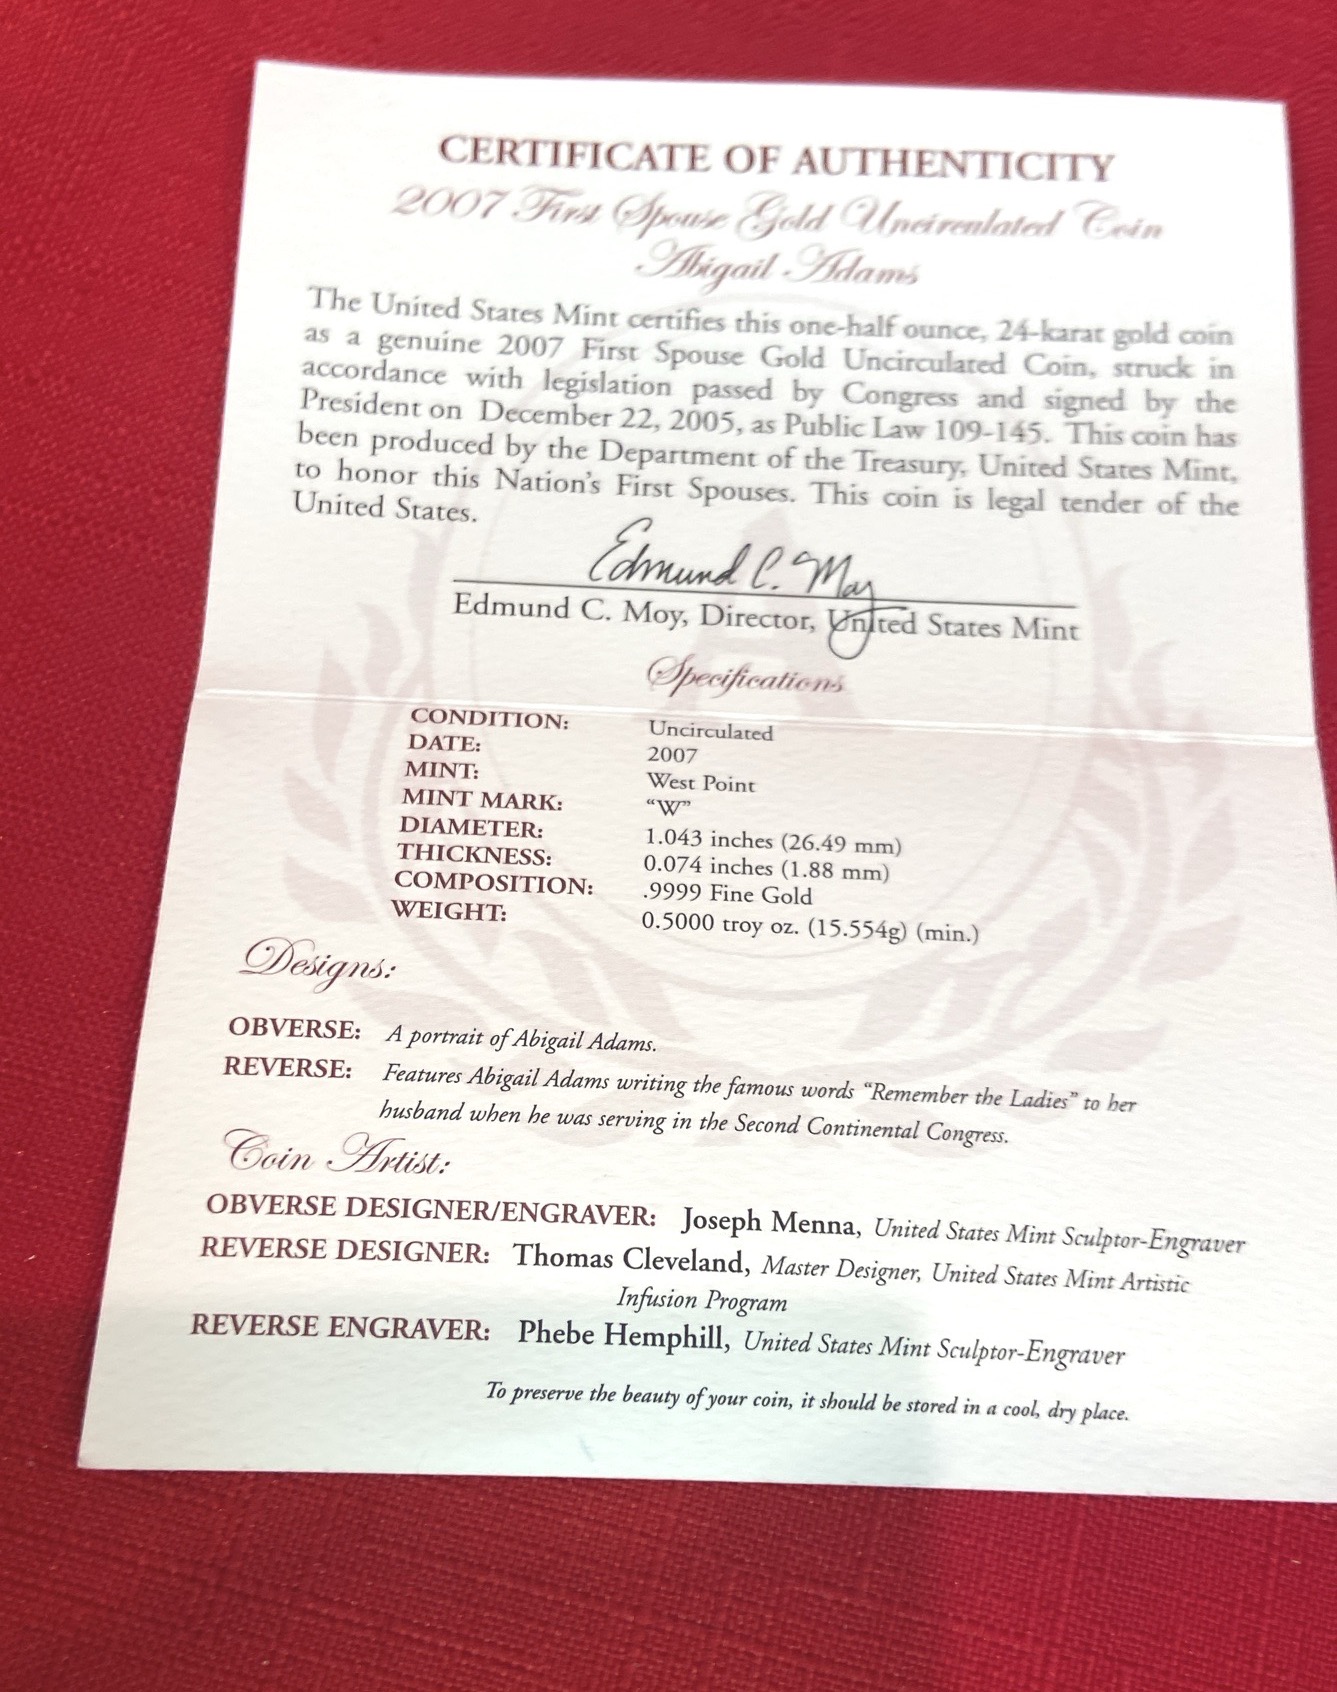 CERTIFICATE OF AUTHENTICITY
2007 First Spouse Gold Uncirculated Coin
Abigail Adams
The United States Mint certifies this one-half ounce, 24-karat gold coin
as a genuine 2007 First Spouse Gold Uncirculated Coin, struck in
accordance with legislation passed by Congress and signed by the
President on December 22, 2005, as Public Law 109-145. This coin has
been produced by the Department of the Treasury, United States Mint,
to honor this Nation's First Spouses. This coin is legal tender of the
United States.
Edmund C. Moy
Edmund C. Moy, Director, United States Mint
Specifications
CONDITION: Uncirculated
DATE: 2007
MINT: West Point
MINT MARK: "W"
DIAMETER: 1.043 inches (26.49 mm)
THICKNESS: 0.074 inches (1.88 mm)
COMPOSITION: .9999 Fine Gold
WEIGHT: 0.5000 troy oz. (15.554g) (min.)
Designs:
OBVERSE: A portrait of Abigail Adams.
REVERSE: Features Abigail Adams writing the famous words "Remember the Ladies" to her
husband when he was serving in the Second Continental Congress.
Coin Artist:
OBVERSE DESIGNER/ENGRAVER: Joseph Menna, United States Mint Sculptor-Engraver
REVERSE DESIGNER: Thomas Cleveland, Master Designer, United States Mint Artistic
Infusion Program
REVERSE ENGRAVER: Phebe Hemphill, United States Mint Sculptor-Engraver
To preserve the beauty of your coin, it should be stored in a cool, dry place.